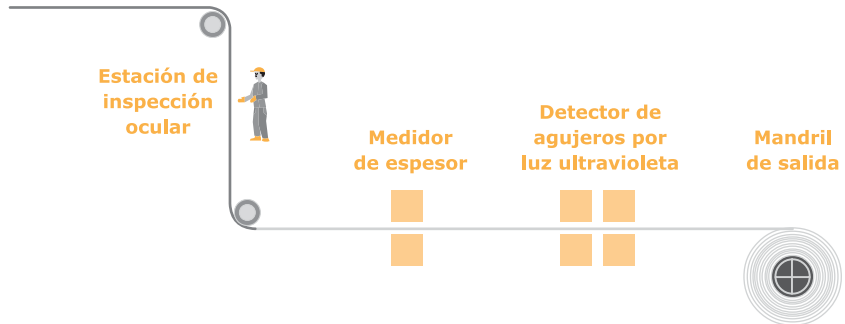 Estación de
inspección
ocular
Medidor
de espesor
Detector de
agujeros por
luz ultravioleta
Mandril
de salida